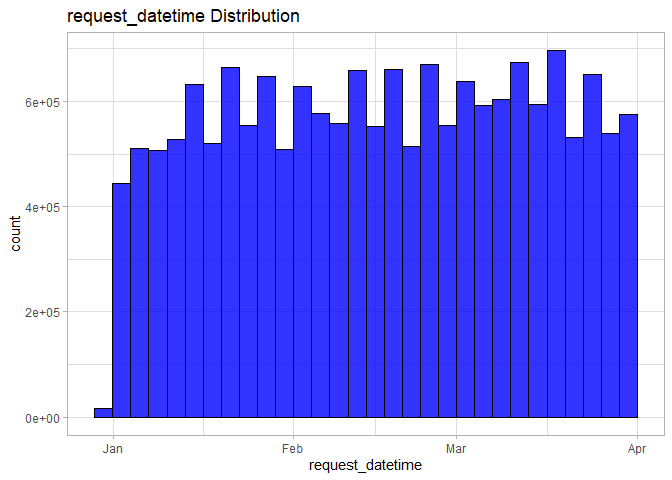 request_datetime Distribution
6e+05
4e+05
2e+05
0e+00
count
Jan Feb Mar Apr
request_datetime